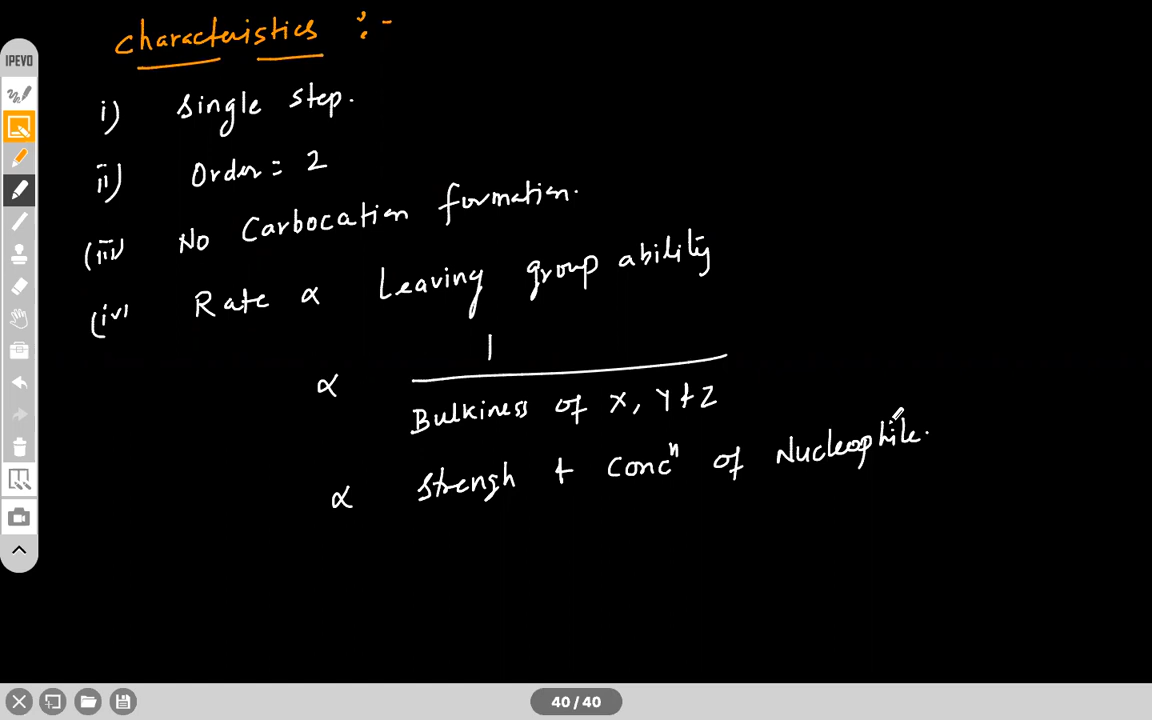 characteristics :-
IPEVO
i) Single step.
ii) Order = 2
(iii) No Carbocation formation.
(iv) Rate ∝ Leaving group ability
∝ 1
Bulkiness of X, Y & Z
∝ Strengh & Concⁿ of Nucleophile.
40 / 40